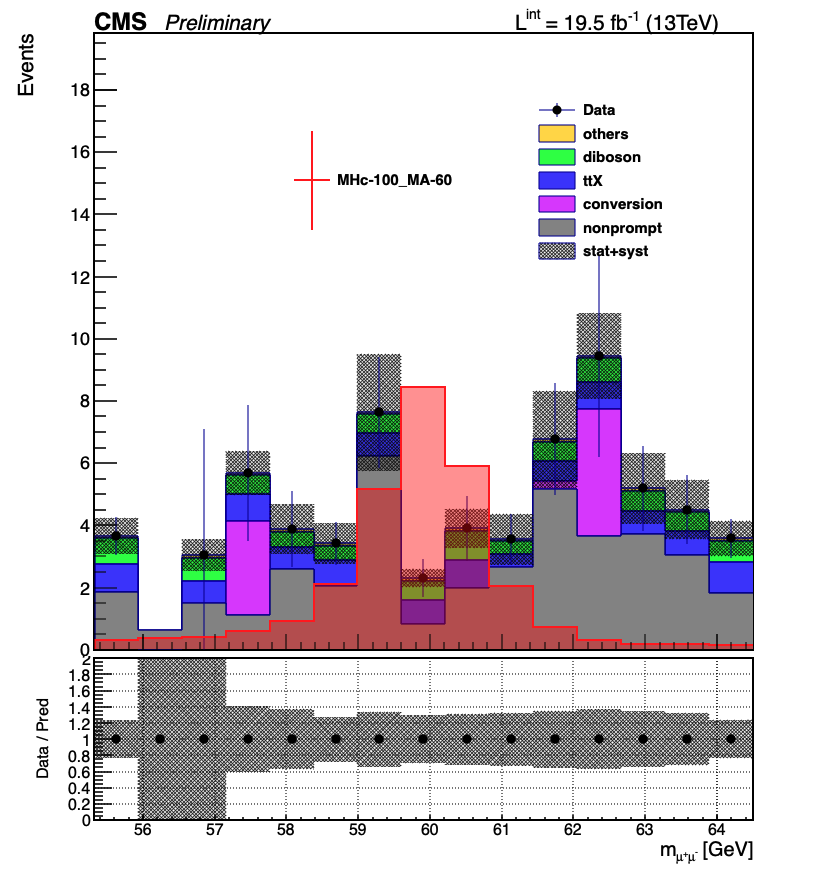 CMS Preliminary L^int = 19.5 fb^-1 (13TeV)
Events
18
16
14
12
10
8
6
4
2
0
Data
others
diboson
ttX
conversion
nonprompt
stat+syst
MHc-100_MA-60
Data / Pred
2
1.8
1.6
1.4
1.2
1
0.8
0.6
0.4
0.2
0
56 57 58 59 60 61 62 63 64
m_μ⁺μ⁻ [GeV]